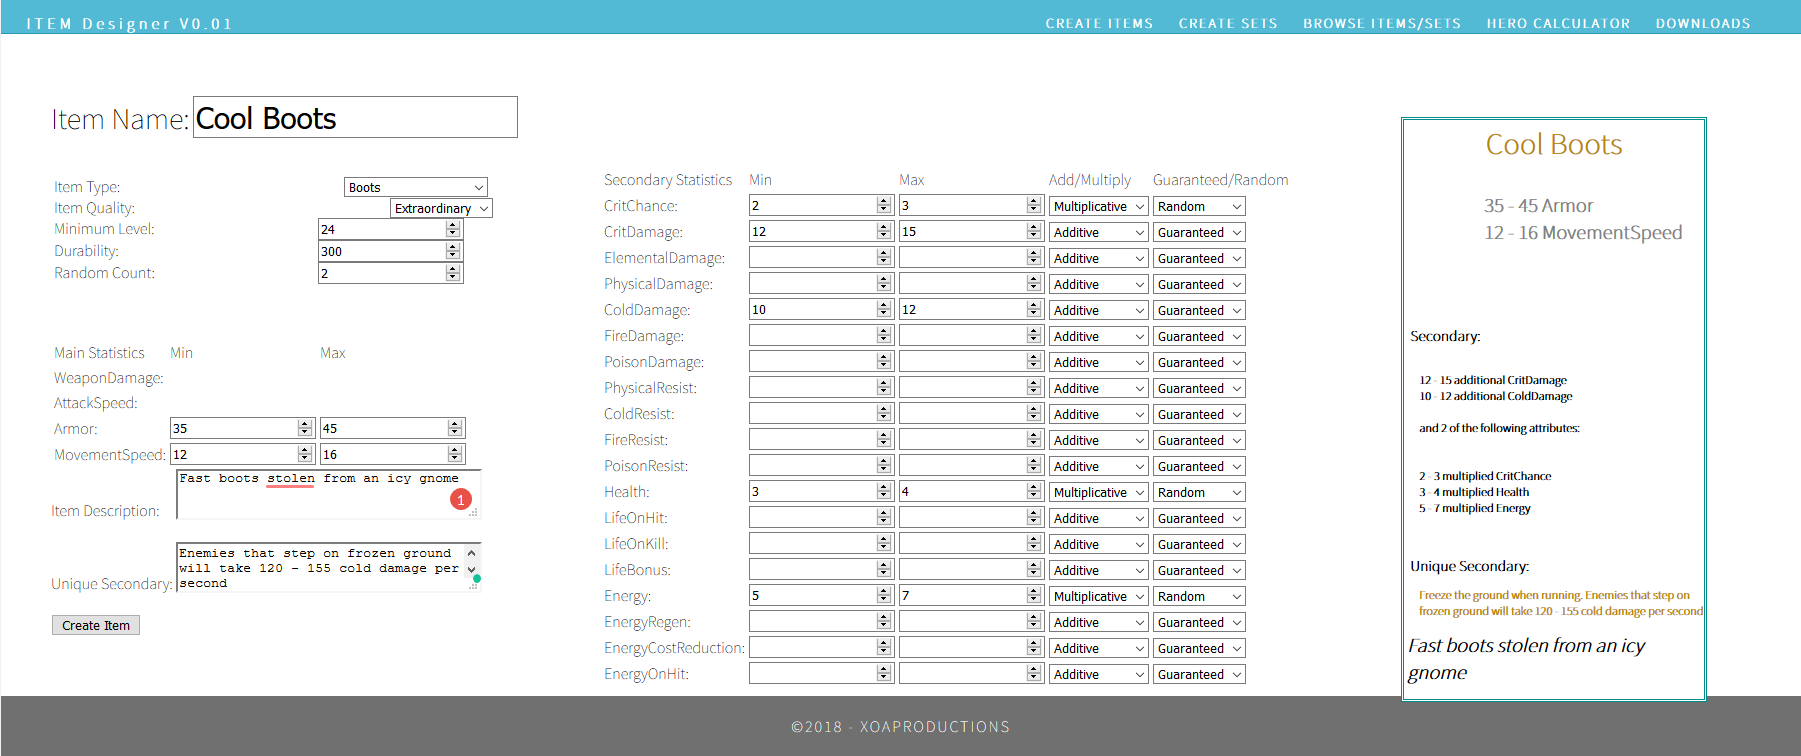 ITEM Designer V0.01
CREATE ITEMS CREATE SETS BROWSE ITEMS/SETS HERO CALCULATOR DOWNLOADS
Item Name: Cool Boots
Item Type: Boots
Item Quality: Extraordinary
Minimum Level: 24
Durability: 300
Random Count: 2
Main Statistics Min Max
WeaponDamage:
AttackSpeed:
Armor: 35 45
MovementSpeed: 12 16
Fast boots stolen from an icy gnome
1
Item Description:
Enemies that step on frozen ground
will take 120 - 155 cold damage per
second
Unique Secondary:
Create Item
Secondary Statistics Min Max Add/Multiply Guaranteed/Random
CritChance: 2 3 Multiplicative Random
CritDamage: 12 15 Additive Guaranteed
ElementalDamage: Additive Guaranteed
PhysicalDamage: Additive Guaranteed
ColdDamage: 10 12 Additive Guaranteed
FireDamage: Additive Guaranteed
PoisonDamage: Additive Guaranteed
PhysicalResist: Additive Guaranteed
ColdResist: Additive Guaranteed
FireResist: Additive Guaranteed
PoisonResist: Additive Guaranteed
Health: 3 4 Multiplicative Random
LifeOnHit: Additive Guaranteed
LifeOnKill: Additive Guaranteed
LifeBonus: Additive Guaranteed
Energy: 5 7 Multiplicative Random
EnergyRegen: Additive Guaranteed
EnergyCostReduction: Additive Guaranteed
EnergyOnHit: Additive Guaranteed
Cool Boots
35 - 45 Armor
12 - 16 MovementSpeed
Secondary:
12 - 15 additional CritDamage
10 - 12 additional ColdDamage
and 2 of the following attributes:
2 - 3 multiplied CritChance
3 - 4 multiplied Health
5 - 7 multiplied Energy
Unique Secondary:
Freeze the ground when running. Enemies that step on
frozen ground will take 120 - 155 cold damage per second
Fast boots stolen from an icy
gnome
©2018 - XOAPRODUCTIONS